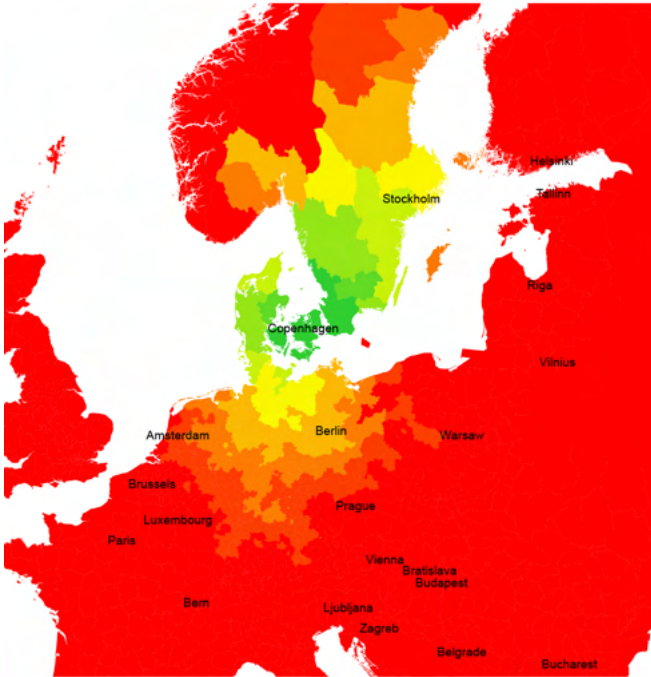 Helsinki
Tallinn
Stockholm
Riga
Copenhagen
Vilnius
Berlin
Amsterdam
Warsaw
Brussels
Prague
Luxembourg
Paris
Vienna
Bratislava
Budapest
Bern
Ljubljana
Zagreb
Belgrade
Bucharest